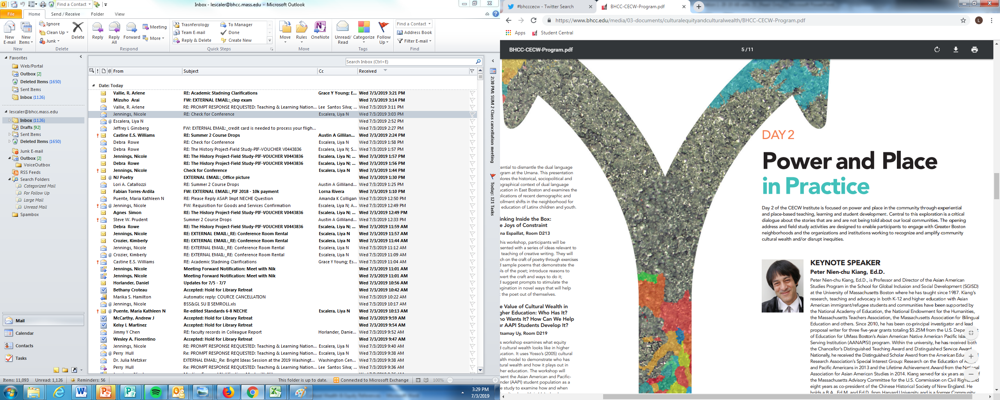 Find a Contact
Inbox - lescaler@bhcc.mass.edu - Microsoft Outlook
File Home Send / Receive Folder View
New E-mail New Items
Ignore
Clean Up
Junk
Delete
Reply Reply All Forward
Meeting
More
Trasnferology
Team E-mail
Reply & Delete
To Manager
Done
Create New
Move Rules OneNote
Unread/ Read Categorize Follow Up
Find a Contact
Address Book
Filter E-mail
New Delete Respond Quick Steps Move Tags Find
Favorites
Web/Portal
Outbox [2]
Deleted Items (1650)
Sent Items
Inbox (1126)
lescaler@bhcc.mass.edu
Inbox (1126)
Drafts [92]
Sent Items
Deleted Items (1650)
Junk E-mail
Outbox [2]
VoiceOutbox
RSS Feeds
Search Folders
Categorized Mail
For Follow Up
Large Mail
Unread Mail
Spambox
Mail
Calendar
Contacts
Tasks
Search Inbox (Ctrl+E)
From Subject Cc Received
Date: Today
Vallie, R. Arlene RE: Academic Stadning Clarifications Grace Y Young; E... Wed 7/3/2019 3:21 PM
Mizuho Arai FW: EXTERNAL EMAIL:_clep exam Wed 7/3/2019 3:14 PM
Vallie, R. Arlene RE: PROMPT RESPONSE REQUESTED: Teaching & Learning Nation... Lee Santos Silva; ... Wed 7/3/2019 3:11 PM
Jennings, Nicole RE: Check for Conference Escalera, Liya N Wed 7/3/2019 3:03 PM
Escalera, Liya N Wed 7/3/2019 2:52 PM
Jeffrey L Ginsberg FW: EXTERNAL EMAIL:_credit card is needed to process your fligh... Wed 7/3/2019 2:27 PM
Castine E.S. Williams RE: Summer 2 Course Drops Austin A Gillilan... Wed 7/3/2019 2:24 PM
Debra Rowe RE: Check for Conference Escalera, Liya N Wed 7/3/2019 1:58 PM
Debra Rowe RE: The History Project-Field Study-PIF-VOUCHER V0443836 Escalera, Liya N; S... Wed 7/3/2019 1:57 PM
Jennings, Nicole RE: The History Project-Field Study-PIF-VOUCHER V0443836 Escalera, Liya N; ... Wed 7/3/2019 1:57 PM
Debra Rowe RE: The History Project-Field Study-PIF-VOUCHER V0443836 Escalera, Liya N; ... Wed 7/3/2019 1:56 PM
Jennings, Nicole Check for Conference Escalera, Liya N Wed 7/3/2019 1:44 PM
NJ Poetry EXTERNAL EMAIL:_Office picture Wed 7/3/2019 1:30 PM
Lori A. Catallozzi RE: Summer 2 Course Drops Austin A Gilliland... Wed 7/3/2019 1:25 PM
Fabian Torres-Ardila FW: EXTERNAL EMAIL:_PIF 2018 - 10k payment Lorna Rivera Wed 7/3/2019 1:10 PM
Puente, Maria Kathleen N RE: Please Reply ASAP: Impt NECHE Question Amanda K Colligan Wed 7/3/2019 12:50 PM
Jennings, Nicole FW: Requisition for Goods and Services Confirmation Escalera, Liya N; A... Wed 7/3/2019 12:49 PM
Agnes Simon RE: The History Project-Field Study-PIF-VOUCHER V0443836 Escalera, Liya N; ... Wed 7/3/2019 12:49 PM
Steve W. Prudent Summer 2 Course Drops Austin A Gilliland... Wed 7/3/2019 12:33 PM
Debra Rowe RE: The History Project-Field Study-PIF-VOUCHER V0443836 Escalera, Liya N; ... Wed 7/3/2019 11:59 AM
Jennings, Nicole RE: EXTERNAL EMAIL:_RE: Conference Room Rental Escalera, Liya N Wed 7/3/2019 11:57 AM
Crozier, Kimberly RE: EXTERNAL EMAIL:_RE: Conference Room Rental Escalera, Liya N Wed 7/3/2019 11:44 AM
Jennings, Nicole RE: EXTERNAL EMAIL:_RE: Conference Room Rental Escalera, Liya N Wed 7/3/2019 11:12 AM
Crozier, Kimberly RE: EXTERNAL EMAIL:_RE: Conference Room Rental Escalera, Liya N Wed 7/3/2019 11:09 AM
Castine E.S. Williams RE: Academic Stadning Clarifications Grace Y Young; Es... Wed 7/3/2019 11:04 AM
Jennings, Nicole Meeting Forward Notification: Meet with Nik Wed 7/3/2019 11:01 AM
Jennings, Nicole Meeting Forward Notification: Meet with Nik Wed 7/3/2019 11:01 AM
Horlander, Daniel Updates for 7/5 - 7/7 Wed 7/3/2019 10:56 AM
Bethany Croteau Accepted: Hold for Library Retreat Wed 7/3/2019 10:42 AM
Marika S. Hamilton Automatic reply: COURCE CANCELLATION Wed 7/3/2019 10:22 AM
Jennings, Nicole BSS&GL SU II SEMROLL.xls Wed 7/3/2019 10:17 AM
Puente, Maria Kathleen N Re-edited Standards 6-8 NECHE Escalera, Liya N Wed 7/3/2019 10:13 AM
McCarthy, Andrew J Accepted: Hold for Library Retreat Wed 7/3/2019 9:59 AM
Kelsy L Martinez Accepted: Hold for Library Retreat Wed 7/3/2019 9:54 AM
Jimmy Y Chen RE: faculty records in Colleague Report Horlander, Danie... Wed 7/3/2019 9:52 AM
Wesley A. Fiorentino Accepted: Hold for Library Retreat Wed 7/3/2019 9:47 AM
Jennings, Nicole Re: PROMPT RESPONSE REQUESTED: Teaching & Learning Nation... Escalera, Liya N Wed 7/3/2019 9:40 AM
Perry Hull Re: PROMPT RESPONSE REQUESTED: Teaching & Learning Nation... Escalera, Liya N Wed 7/3/2019 9:38 AM
Dr. Julia Metzker EXTERNAL EMAIL:_Re: Bright Ideas Session at the 2019 Washingt... Washington Cen... Wed 7/3/2019 9:38 AM
Perry Hull Re: PROMPT RESPONSE REQUESTED: Teaching & Learning Nation... Lee Santos Silva; ... Wed 7/3/2019 9:36 AM
2:30 PM: SUM 2 Class cancellation meeting
Today: 121 Tasks
Items: 11,093 Unread: 1,126 Reminders: 56 This folder is up to date. Connected to Microsoft Exchange 100%
3:29 PM
7/3/2019
#bhcccecw - Twitter Search BHCC-CECW-Program.pdf
https://www.bhcc.edu/media/03-documents/culturalequityandculturalwealth/BHCC-CECW-Program.pdf L
Apps Student Central
BHCC-CECW-Program.pdf 5 / 11
ential to dismantle the dual language
gram at the Umana. This presentation
lores the historical, sociopolitical and
ographical context of dual language
ucation in East Boston and examines the
plications of recent demographic and
ollment shifts in the neighborhood for
education of Latinx children and youth.
inking Inside the Box:
e Joys of Constraint
na Espaillat, Room D213
his workshop, participants will be
sented with a series of ideas relevant to
teaching of creative writing. They will
ch on the craft of poetry through exercises
d sample poems that demonstrate the
ls of the poet; introduce reasons to
overt the craft and ways to do it;
d suggest prompts to stimulate the
agination in novel ways that will help
the poet out of themselves.
e Value of Cultural Wealth in
gher Education: Who Has It?
ho Wants It? How Can We Help
ur AAPI Students Develop It?
tsamay Uy, Room D219
s workshop examines what equity
d cultural wealth looks like in higher
ucation. It uses Yosso's (2005) cultural
alth model to demonstrate who has
tural wealth and how it plays out in
her education. The workshop will
sent the Asian American and Pacific-
nder (AAPI) student population as a
e study to examine how and when
DAY 2
Power and Place
in Practice
Day 2 of the CECW Institute is focused on power and place in the community through experiential
and place-based teaching, learning and student development. Central to this exploration is a critical
dialogue about the stories that are and are not being told about our local communities. The opening
address and field study activities are designed to enable participants to engage with Greater Boston
neighborhoods and the organizations and institutions working to recognize and amplify community
cultural wealth and/or disrupt inequities.
KEYNOTE SPEAKER
Peter Nien-chu Kiang, Ed.D.
Peter Nien-chu Kiang, Ed.D., is Professor and Director of the Asian American
Studies Program in the School for Global Inclusion and Social Development (SGISD)
at the University of Massachusetts Boston where he has taught since 1987. Kiang's
research, teaching and advocacy in both K-12 and higher education with Asian
American immigrant/refugee students and communities have been supported by
the National Academy of Education, the National Endowment for the Humanities,
the Massachusetts Teachers Association, the Massachusetts Association for Bilingual
Education and others. Since 2010, he has been co-principal investigator and lead
proposal writer for three five-year grants totaling $5.25M from the U.S. Depa
of Education for UMass Boston's Asian American Native American Pacific Isla
Serving Institution (AANAPISI) program. Within the university, he has received both
the Chancellor's Distinguished Teaching Award and Distinguished Service Award.
Nationally, he received the Distinguished Scholar Award from the American Educ
Research Association's Special Interest Group: Research on the Education of A
and Pacific Americans in 2013 and the Lifetime Achievement Award from the National
Association for Asian American Studies in 2014. Kiang served for six years as f
the Massachusetts Advisory Committee for the U.S. Commission on Civil Rights and
eight years as co-president of the Chinese Historical Society of New England. He
holds a B.A., Ed.M. and Ed.D. from Harvard University and is a former Community